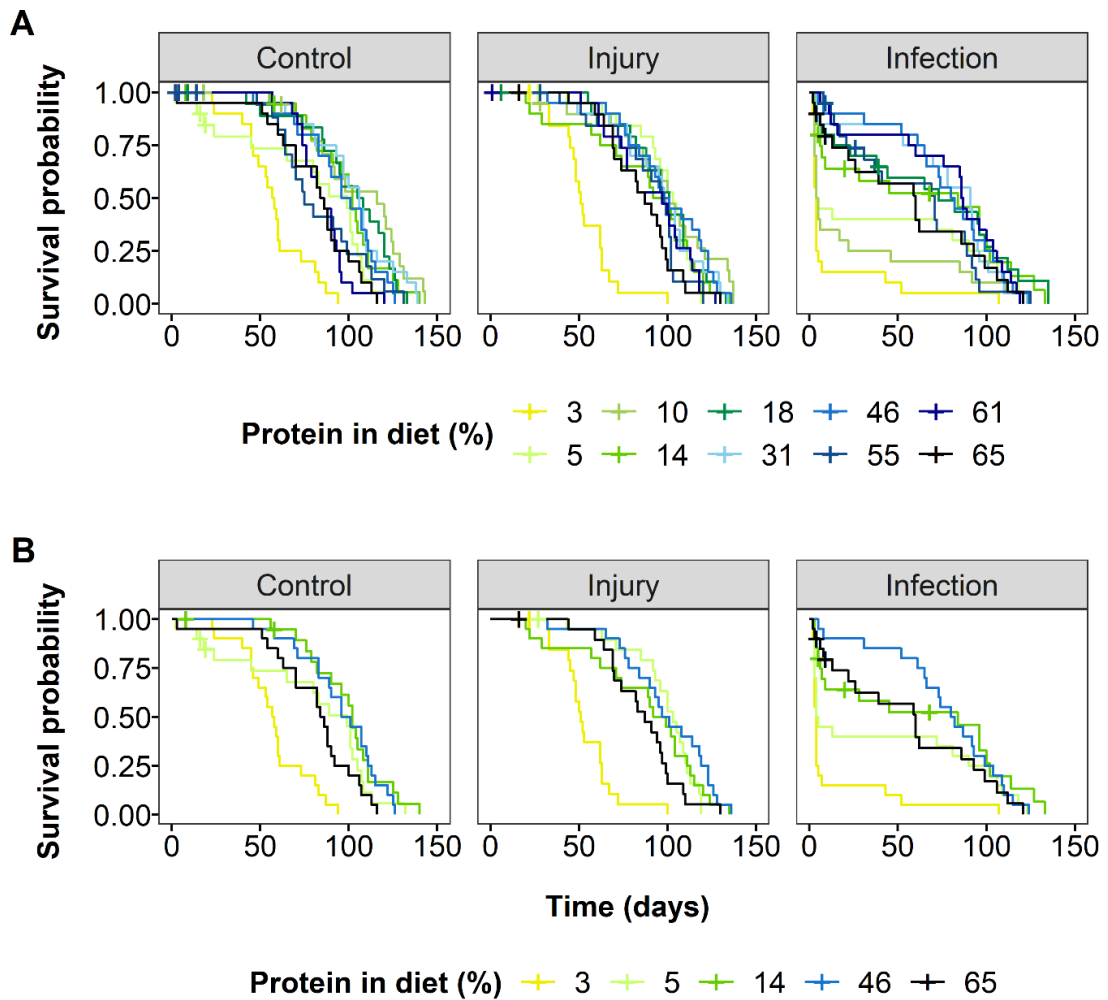 A
Control Injury Infection
Survival probability
1.00
0.75
0.50
0.25
0.00
0 50 100 150 0 50 100 150 0 50 100 150
Protein in diet (%)
3 10 18 46 61
5 14 31 55 65
B
Control Injury Infection
Survival probability
1.00
0.75
0.50
0.25
0.00
0 50 100 150 0 50 100 150 0 50 100 150
Time (days)
Protein in diet (%) 3 5 14 46 65